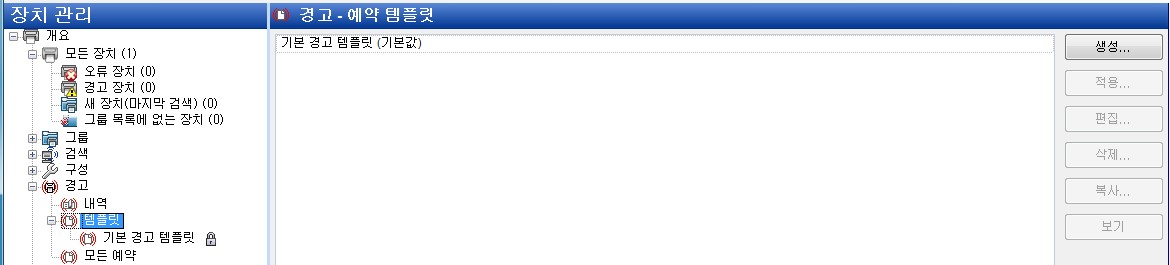 장치 관리
개요
모든 장치 (1)
오류 장치 (0)
경고 장치 (0)
새 장치(마지막 검색) (0)
그룹 목록에 없는 장치 (0)
그룹
검색
구성
경고
내역
템플릿
기본 경고 템플릿
모든 예약
경고 - 예약 템플릿
기본 경고 템플릿 (기본값)
생성...
적용...
편집...
삭제...
복사...
보기